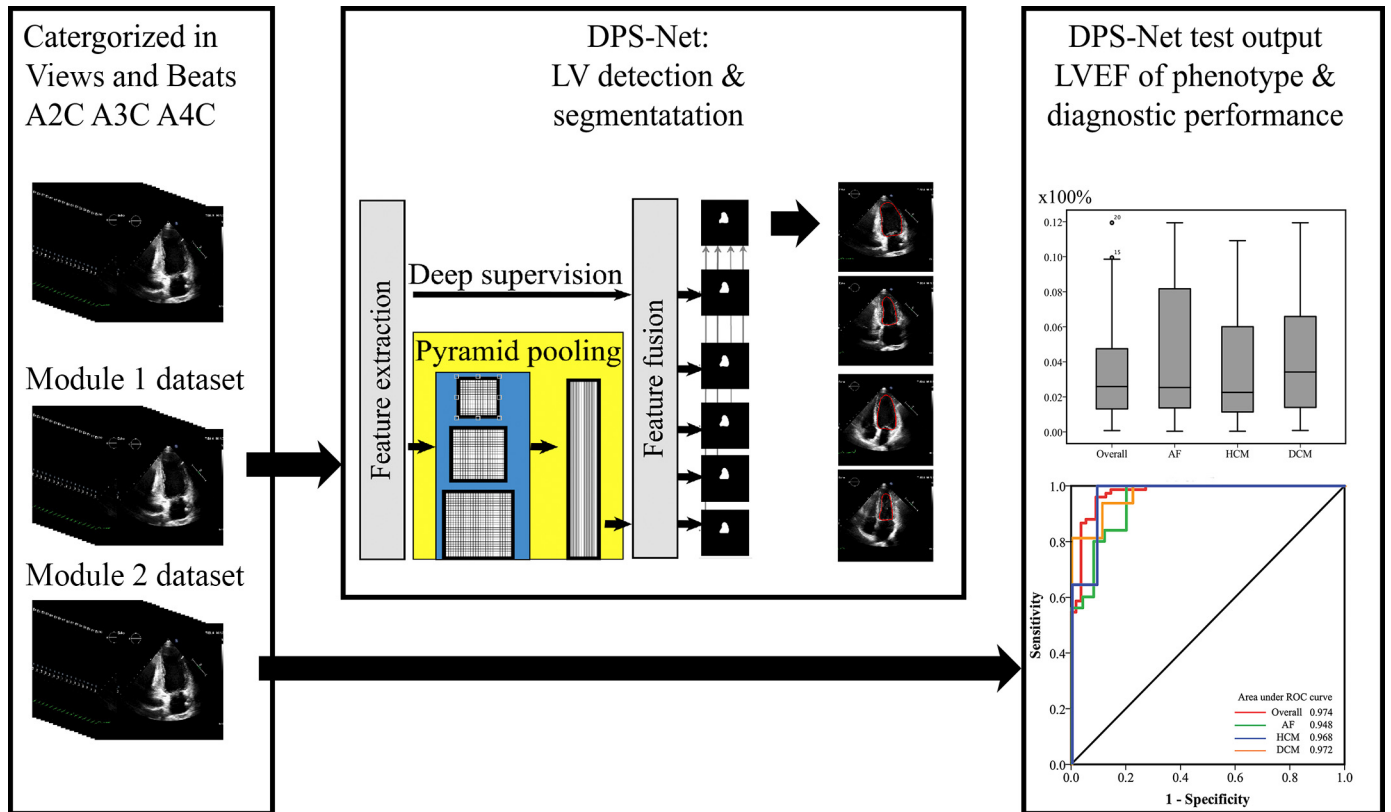 Catergorized in
Views and Beats
A2C A3C A4C
Module 1 dataset
Module 2 dataset
DPS-Net:
LV detection &
segmentatation
Feature extraction
Deep supervision
Pyramid pooling
Feature fusion
DPS-Net test output
LVEF of phenotype &
diagnostic performance
x100%
0.12
0.10
0.08
0.06
0.04
0.02
0.00
20
15
Overall
AF
HCM
DCM
1.0
0.8
0.6
0.4
0.2
0.0
Sensitivity
Area under ROC curve
Overall 0.974
AF 0.948
HCM 0.968
DCM 0.972
0.0 0.2 0.4 0.6 0.8 1.0
1 - Specificity